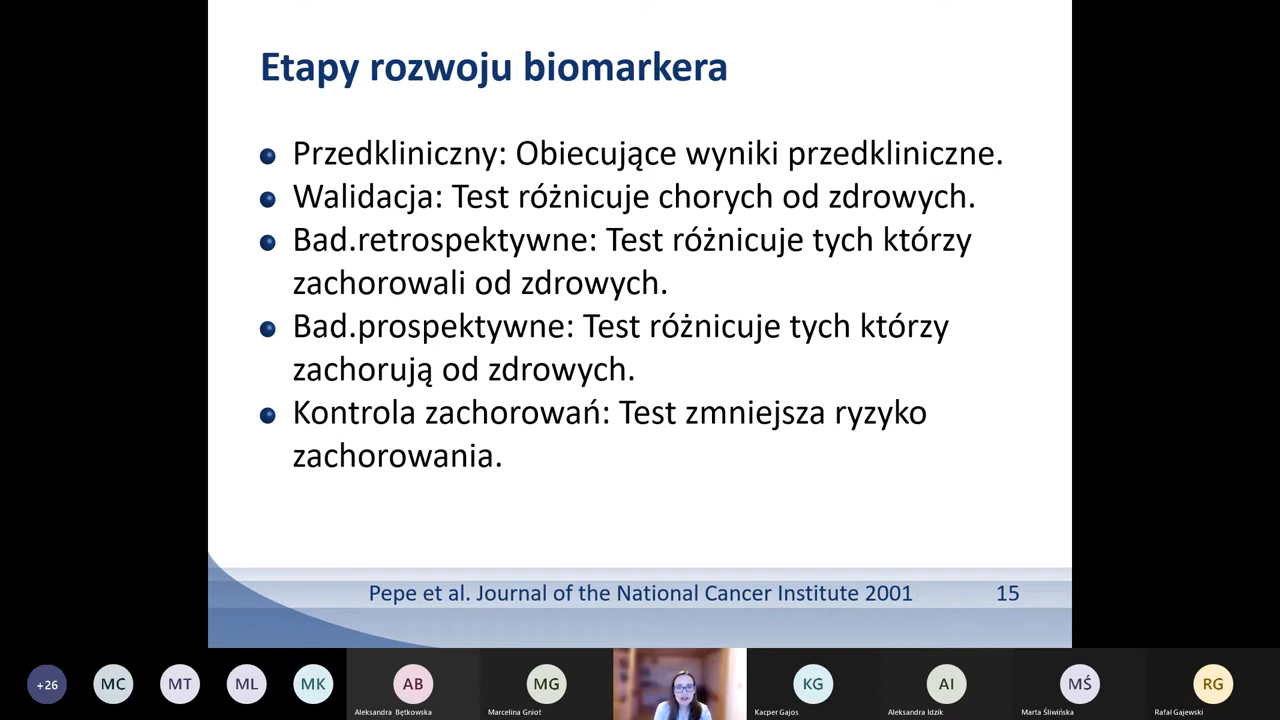 Etapy rozwoju biomarkera
Przedkliniczny: Obiecujące wyniki przedkliniczne.
Walidacja: Test różnicuje chorych od zdrowych.
Bad.retrospektywne: Test różnicuje tych którzy
zachorowali od zdrowych.
Bad.prospektywne: Test różnicuje tych którzy
zachorują od zdrowych.
Kontrola zachorowań: Test zmniejsza ryzyko
zachorowania.
Pepe et al. Journal of the National Cancer Institute 2001 15
+26 MC MT ML MK AB MG KG AI MŚ RG
Aleksandra Bętkowska Marcelina Gniot Kacper Gajos Aleksandra Idzik Marta Śliwińska Rafał Gajewski